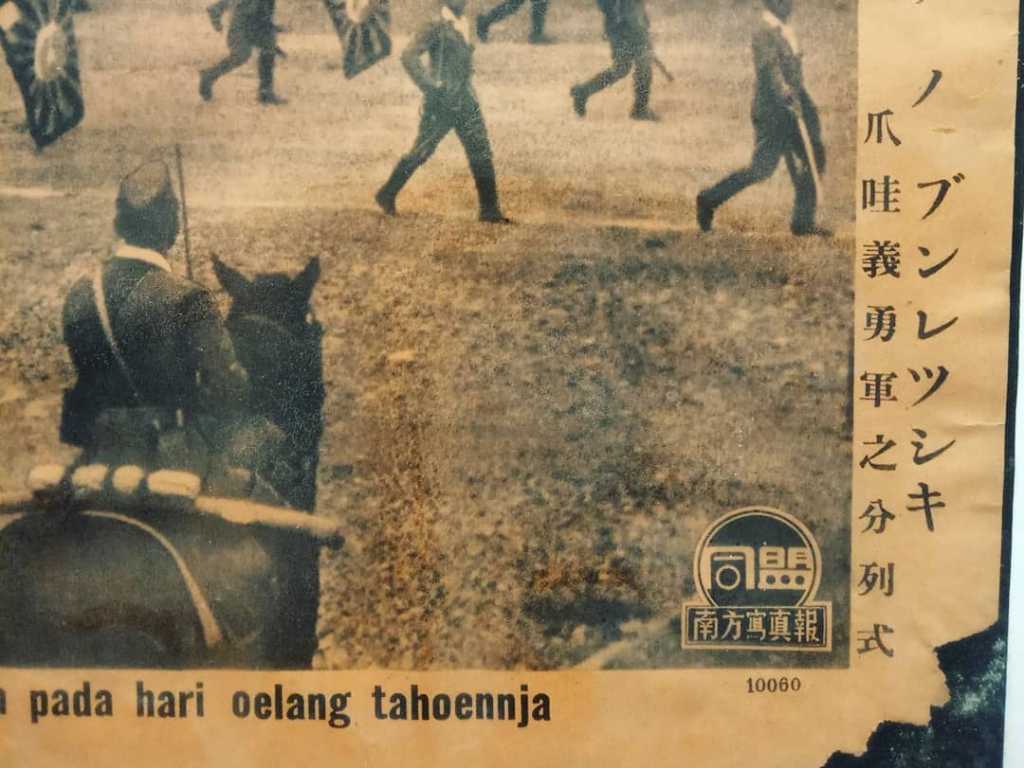 ノ ブンレツシキ
爪哇義勇軍之分列式
同盟
南方寫真報
10060
pada hari oelang tahoennja